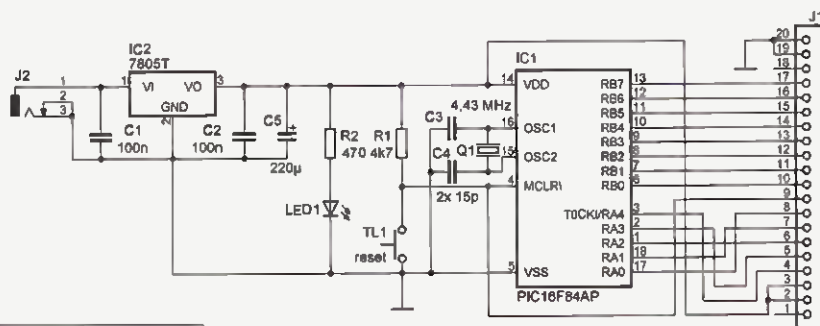 J1
IC2
7805T
J2
1
2
3
1
VI
VO
3
GND
2
C1
100n
C2
100n
C5
+
220µ
R2
470
R1
4k7
LED1
TL1
reset
C3
C4
4,43 MHz
Q1
2x 15p
IC1
14
VDD
16
OSC1
15
OSC2
4
MCLR\
5
VSS
RB7
13
RB6
12
RB5
11
RB4
10
RB3
9
RB2
8
RB1
7
RB0
6
T0CKI/RA4
3
RA3
2
RA2
1
RA1
18
RA0
17
PIC16F84AP
20
19
18
17
16
15
14
13
12
11
10
9
8
7
6
5
4
3
2
1